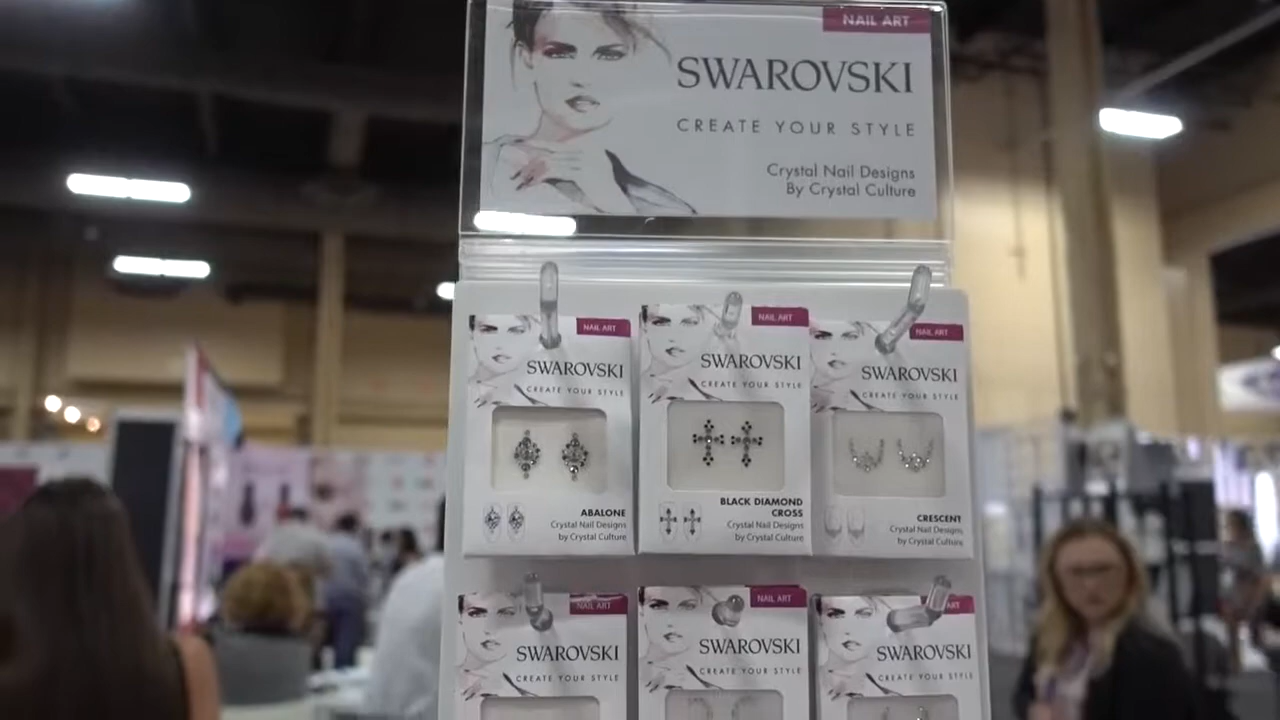 NAIL ART
SWAROVSKI
CREATE YOUR STYLE
Crystal Nail Designs
By Crystal Culture
NAIL ART
SWAROVSKI
CREATE YOUR STYLE
ABALONE
Crystal Nail Designs
by Crystal Culture
NAIL ART
SWAROVSKI
CREATE YOUR STYLE
BLACK DIAMOND
CROSS
Crystal Nail Designs
by Crystal Culture
NAIL ART
SWAROVSKI
CREATE YOUR STYLE
CRESCENT
Crystal Nail Designs
by Crystal Culture
NAIL ART
SWAROVSKI
CREATE YOUR STYLE
NAIL ART
SWAROVSKI
CREATE YOUR STYLE
ART
SWAROVSKI
CREATE YOUR STYLE